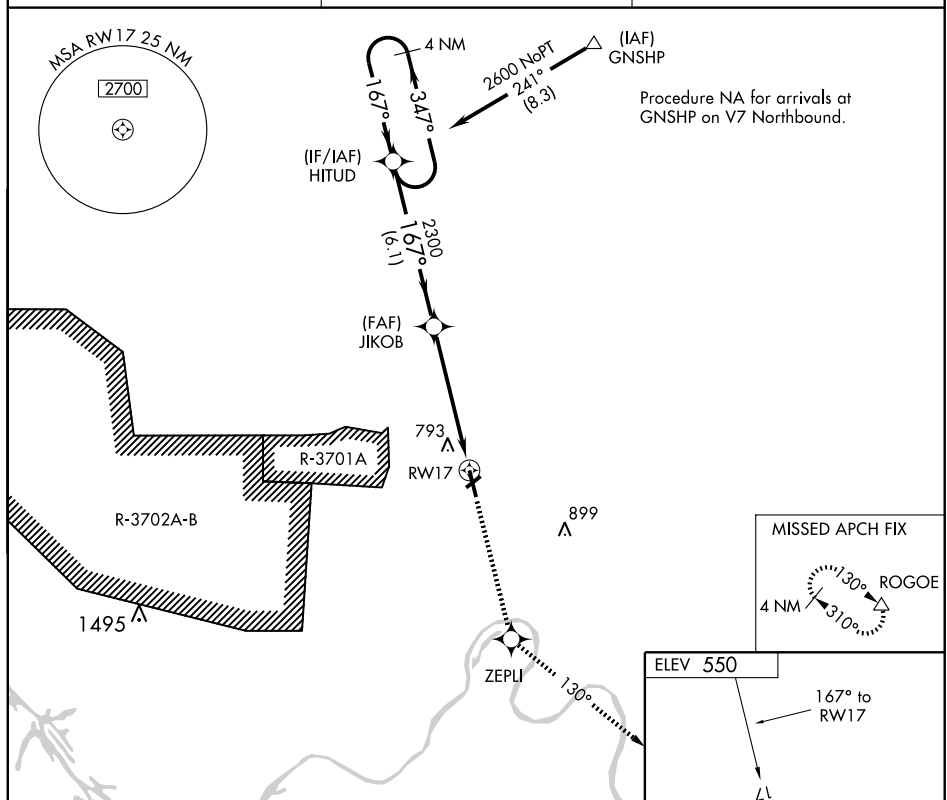 MSA RW17 25 NM
2700
4 NM
167°
347°
2600 NoPT
241°
(8.3)
(IAF)
GNSHP
Procedure NA for arrivals at
GNSHP on V7 Northbound.
(IF/IAF)
HITUD
2300
167°
(6.1)
(FAF)
JIKOB
793
RW17
R-3701A
R-3702A-B
899
1495
ZEPLI
130°
MISSED APCH FIX
130°
ROGOE
4 NM
310°
ELEV 550
167° to
RW17
17